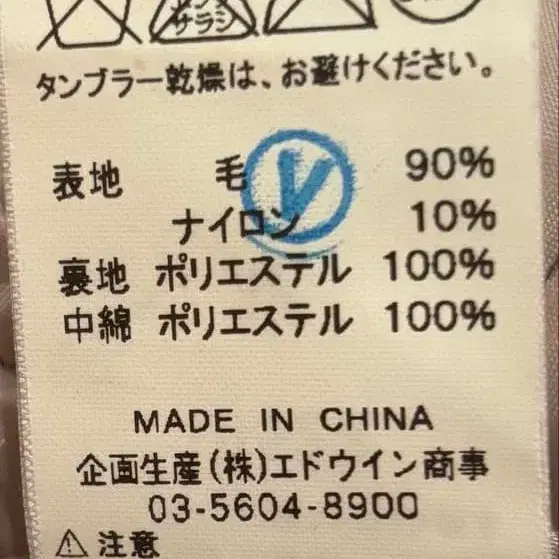 サラシ
タンブラー乾燥は、お避けください。
表地 毛 90%
ナイロン 10%
裏地 ポリエステル 100%
中綿 ポリエステル 100%
MADE IN CHINA
企画生産(株)エドウイン商事
03-5604-8900
⚠注意